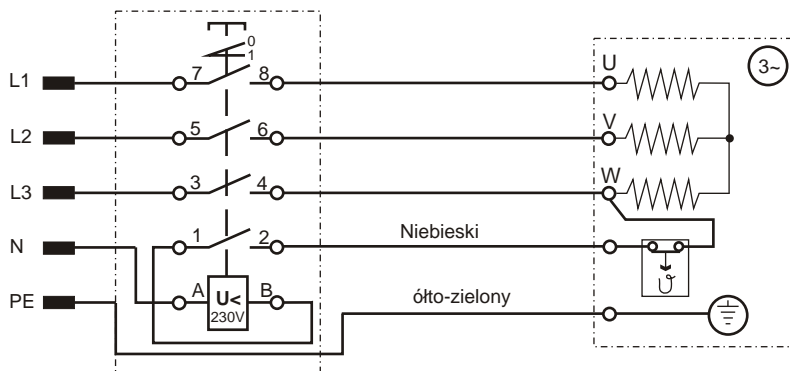 0
1
L1 7 8 U 3~
L2 5 6 V
L3 3 4 W
N 1 2 Niebieski
PE A U< B ółto-zielony
230V
ϑ